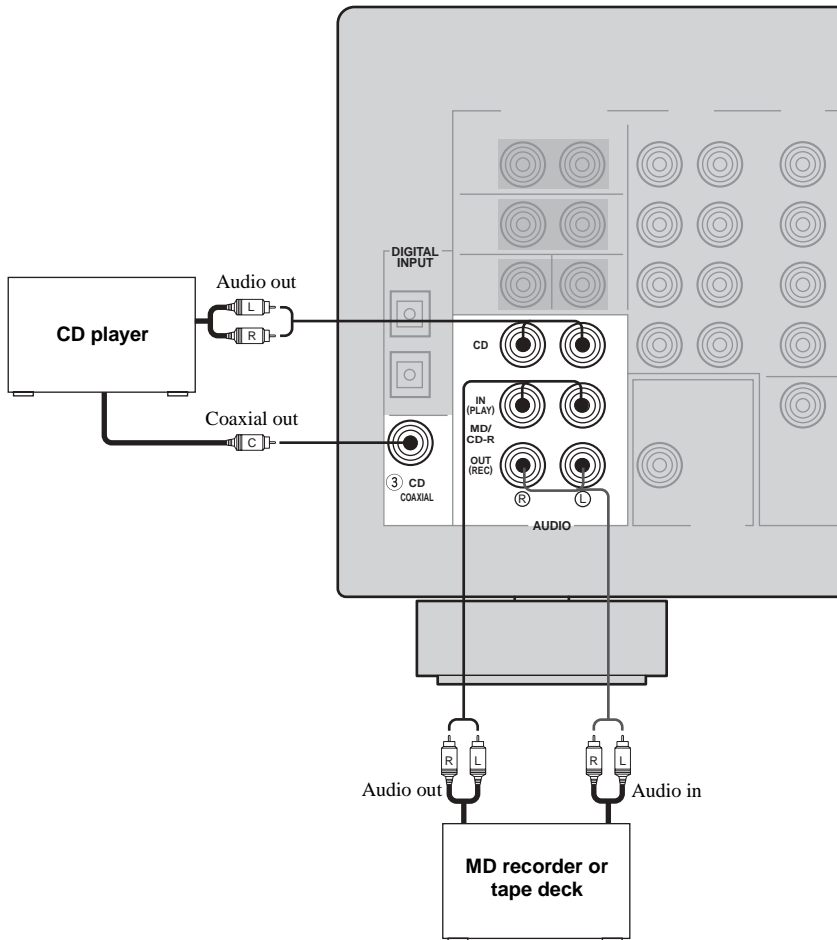 DIGITAL
INPUT
Audio out
L
R
CD player
CD
IN
(PLAY)
MD/
CD-R
OUT
(REC)
Coaxial out
C
③ CD
COAXIAL
Ⓡ Ⓛ
AUDIO
R L
R L
Audio out
Audio in
MD recorder or
tape deck